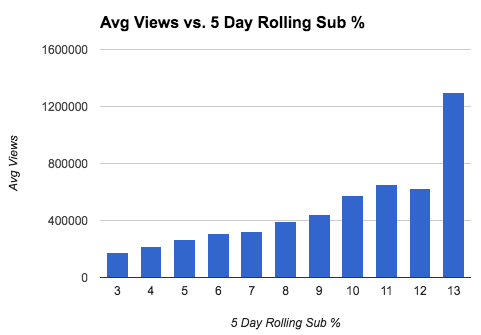 Avg Views vs. 5 Day Rolling Sub %
1600000
1200000
800000
400000
0
Avg Views
3 4 5 6 7 8 9 10 11 12 13
5 Day Rolling Sub %